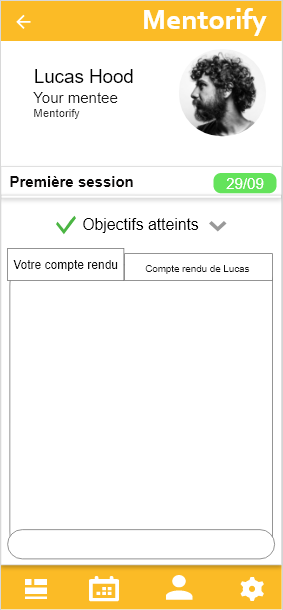 Mentorify
Lucas Hood
Your mentee
Mentorify
Première session
29/09
Objectifs atteints
Votre compte rendu
Compte rendu de Lucas